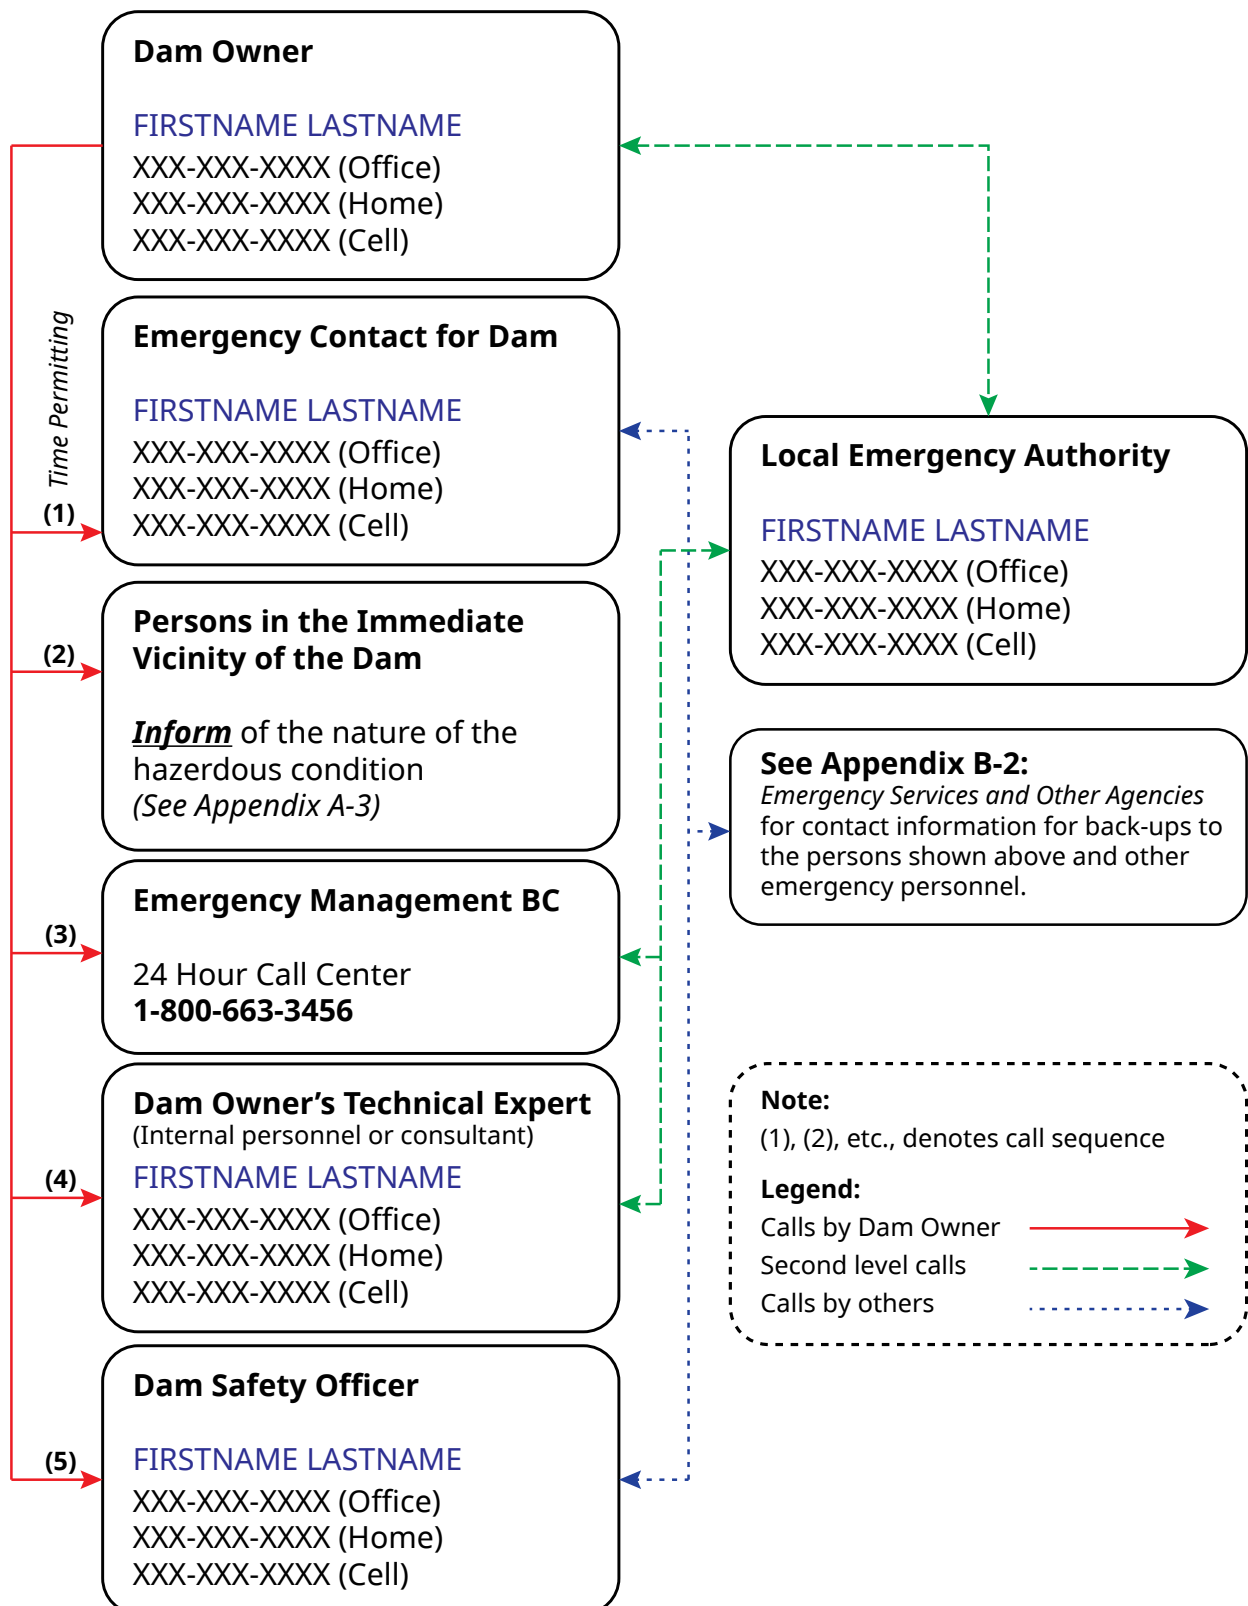 Dam Owner
FIRSTNAME LASTNAME
XXX-XXX-XXXX (Office)
XXX-XXX-XXXX (Home)
XXX-XXX-XXXX (Cell)
Time Permitting
(1)
Emergency Contact for Dam
FIRSTNAME LASTNAME
XXX-XXX-XXXX (Office)
XXX-XXX-XXXX (Home)
XXX-XXX-XXXX (Cell)
(2)
Persons in the Immediate
Vicinity of the Dam
Inform of the nature of the
hazerdous condition
(See Appendix A-3)
(3)
Emergency Management BC
24 Hour Call Center
1-800-663-3456
(4)
Dam Owner’s Technical Expert
(Internal personnel or consultant)
FIRSTNAME LASTNAME
XXX-XXX-XXXX (Office)
XXX-XXX-XXXX (Home)
XXX-XXX-XXXX (Cell)
(5)
Dam Safety Officer
FIRSTNAME LASTNAME
XXX-XXX-XXXX (Office)
XXX-XXX-XXXX (Home)
XXX-XXX-XXXX (Cell)
Local Emergency Authority
FIRSTNAME LASTNAME
XXX-XXX-XXXX (Office)
XXX-XXX-XXXX (Home)
XXX-XXX-XXXX (Cell)
See Appendix B-2:
Emergency Services and Other Agencies
for contact information for back-ups to
the persons shown above and other
emergency personnel.
Note:
(1), (2), etc., denotes call sequence
Legend:
Calls by Dam Owner
Second level calls
Calls by others